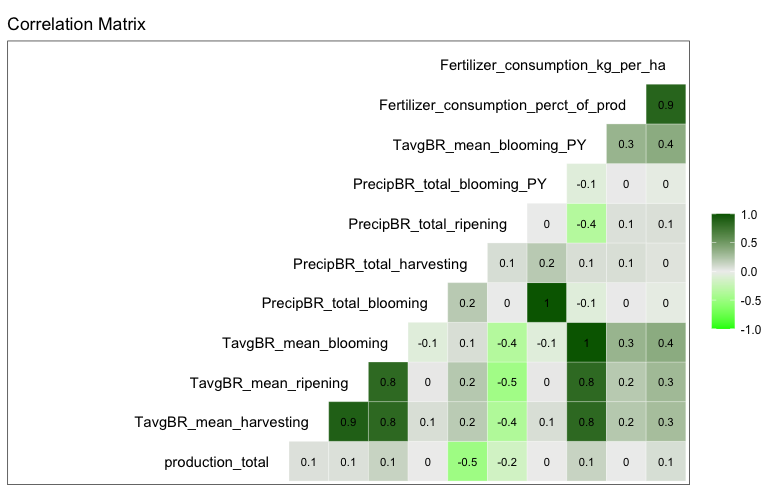 Correlation Matrix
Fertilizer_consumption_kg_per_ha
Fertilizer_consumption_perct_of_prod 0.9
TavgBR_mean_blooming_PY 0.3 0.4
PrecipBR_total_blooming_PY -0.1 0 0
PrecipBR_total_ripening 0 -0.4 0.1 0.1
PrecipBR_total_harvesting 0.1 0.2 0.1 0.1 0
PrecipBR_total_blooming 0.2 0 1 -0.1 0 0
TavgBR_mean_blooming -0.1 0.1 -0.4 -0.1 1 0.3 0.4
TavgBR_mean_ripening 0.8 0 0.2 -0.5 0 0.8 0.2 0.3
TavgBR_mean_harvesting 0.9 0.8 0.1 0.2 -0.4 0.1 0.8 0.2 0.3
production_total 0.1 0.1 0.1 0 -0.5 -0.2 0 0.1 0 0.1
1.0
0.5
0.0
-0.5
-1.0